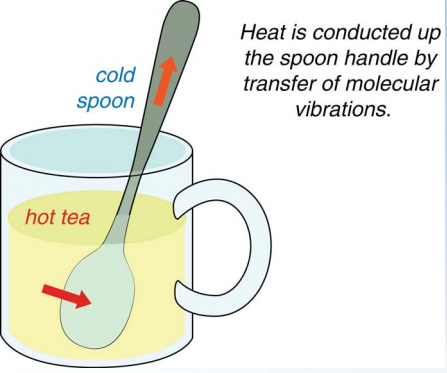 Heat is conducted up
the spoon handle by
transfer of molecular
vibrations.
cold
spoon
hot tea